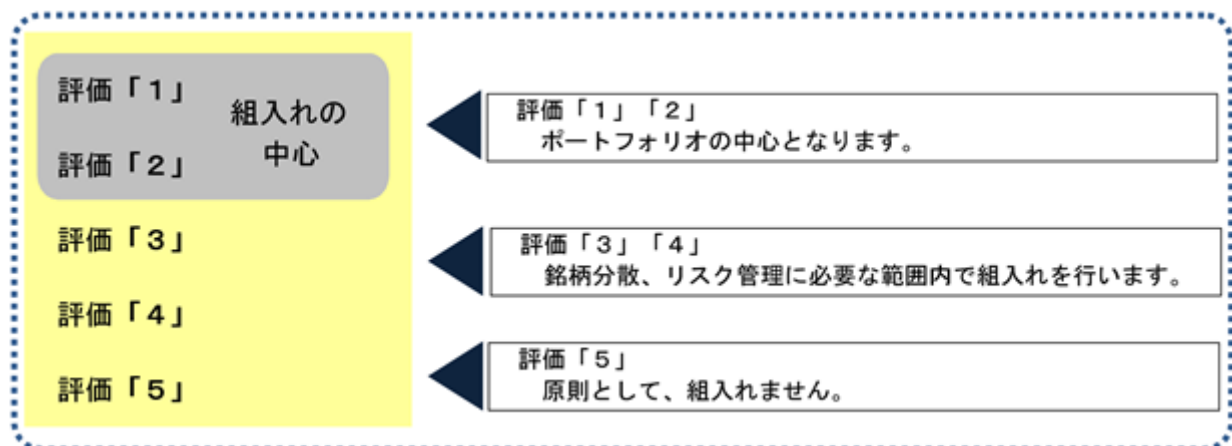 評価「１」
組入れの
中心
評価「２」
評価「３」
評価「４」
評価「５」
評価「１」「２」
ポートフォリオの中心となります。
評価「３」「４」
銘柄分散、リスク管理に必要な範囲内で組入れを行います。
評価「５」
原則として、組入れません。